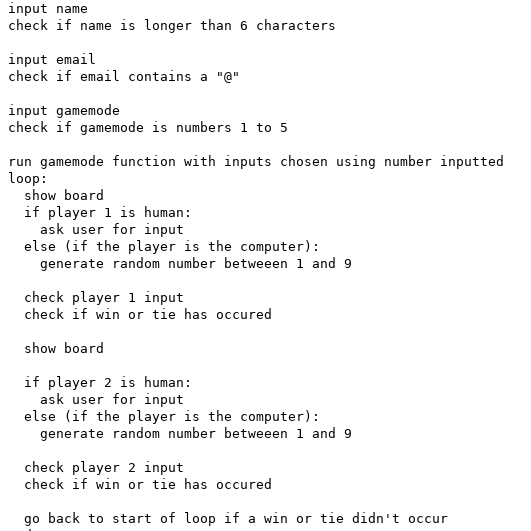 input name
check if name is longer than 6 characters
input email
check if email contains a "@"
input gamemode
check if gamemode is numbers 1 to 5
run gamemode function with inputs chosen using number inputted
loop:
show board
if player 1 is human:
ask user for input
else (if the player is the computer):
generate random number betweeen 1 and 9
check player 1 input
check if win or tie has occured
show board
if player 2 is human:
ask user for input
else (if the player is the computer):
generate random number betweeen 1 and 9
check player 2 input
check if win or tie has occured
go back to start of loop if a win or tie didn't occur